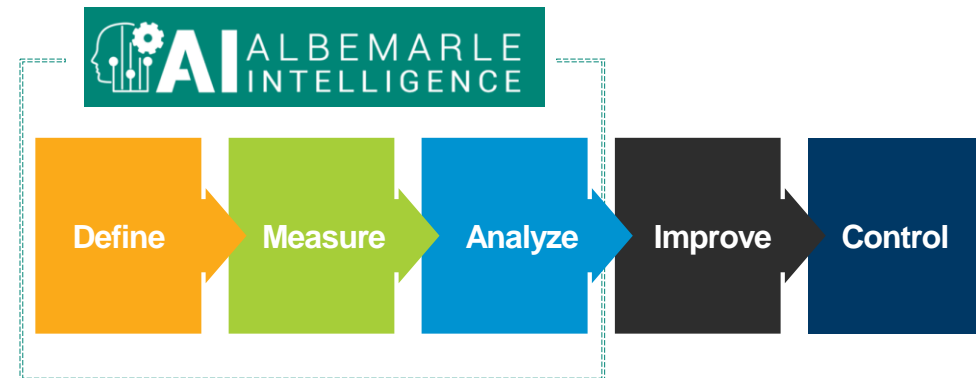 AI ALBEMARLE
INTELLIGENCE
Define Measure Analyze Improve Control